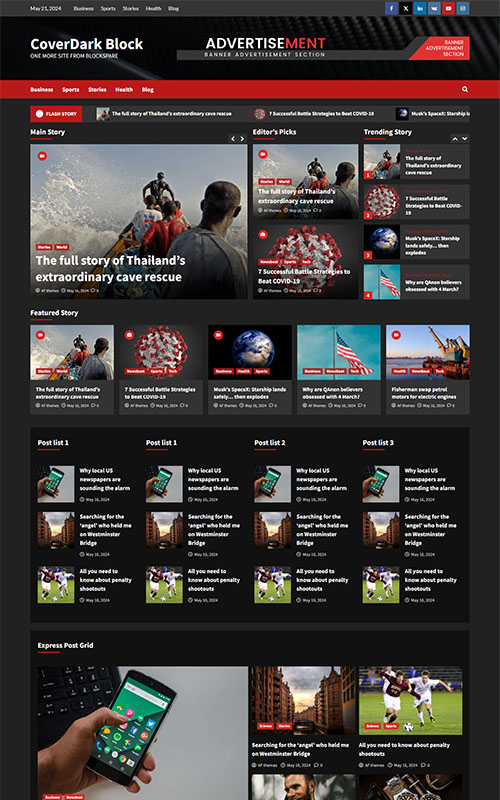 May 21, 2024 Business Sports Stories Health Blog
CoverDark Block
ONE MORE SITE FROM BLOCKSPARE
ADVERTISEMENT
BANNER ADVERTISEMENT SECTION
BANNER
ADVERTISEMENT
SECTION
Business Sports Stories Health Blog
FLASH STORY
The full story of Thailand's extraordinary cave rescue
7 Successful Battle Strategies to Beat COVID-19
Musk's SpaceX: Starship la
Main Story
Stories World
The full story of Thailand's
extraordinary cave rescue
AF themes May 16, 2024 0
Editor's Picks
Stories World
The full story of Thailand's
extraordinary cave rescue
AF themes May 16, 2024 0
Newsbeat Sports Tech
7 Successful Battle Strategies to
Beat COVID-19
AF themes May 16, 2024 0
Trending Story
1
The full story of
Thailand's
extraordinary cave
rescue
2
7 Successful Battle
Strategies to Beat COVID-
19
3
Musk's SpaceX: Starship
lands safely… then
explodes
4
Why are QAnon believers
obsessed with 4 March?
Featured Story
Stories World
The full story of Thailand's
extraordinary cave rescue
AF themes May 16, 2024 0
Newsbeat Sports Tech
7 Successful Battle Strategies
to Beat COVID-19
AF themes May 16, 2024 0
Business Health Sports
Musk's SpaceX: Starship lands
safely… then explodes
AF themes May 16, 2024 0
Business Newsbeat Tech
Why are QAnon believers
obsessed with 4 March?
AF themes May 16, 2024 0
Health Newsbeat Tech
Fisherman swap petrol
motors for electric engines
AF themes May 16, 2024 0
Post list 1
Why local US
newspapers are
sounding the alarm
May 16, 2024
Searching for the
'angel' who held me
on Westminster
Bridge
May 16, 2024
All you need to
know about penalty
shootouts
May 16, 2024
Post list 1
Why local US
newspapers are
sounding the alarm
May 16, 2024
Searching for the
'angel' who held me
on Westminster
Bridge
May 16, 2024
All you need to
know about penalty
shootouts
May 16, 2024
Post list 2
Why local US
newspapers are
sounding the alarm
May 16, 2024
Searching for the
'angel' who held me
on Westminster
Bridge
May 16, 2024
All you need to
know about penalty
shootouts
May 16, 2024
Post list 3
Why local US
newspapers are
sounding the alarm
May 16, 2024
Searching for the
'angel' who held me
on Westminster
Bridge
May 16, 2024
All you need to
know about penalty
shootouts
May 16, 2024
Express Post Grid
Business Newsbeat
Science Stories
Searching for the 'angel' who held me
on Westminster Bridge
AF themes May 16, 2024 0
Science Sports
All you need to know about penalty
shootouts
AF themes May 16, 2024 0